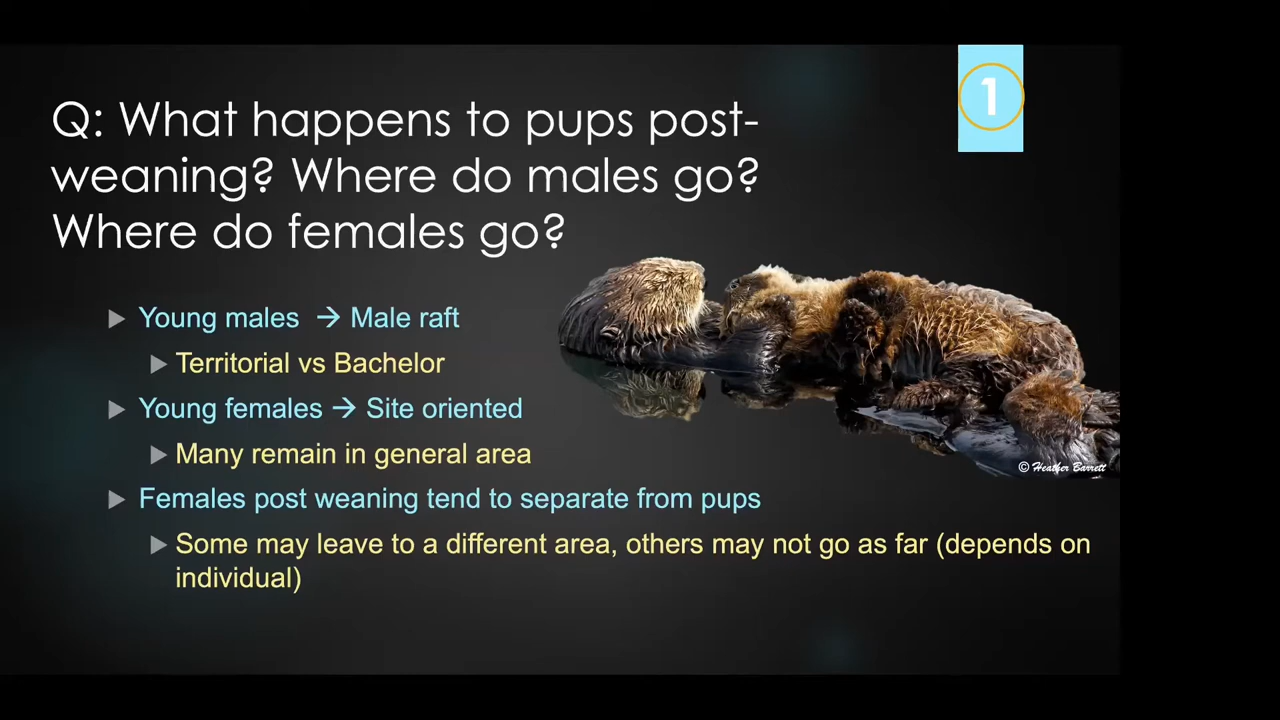 1
Q: What happens to pups post-
weaning? Where do males go?
Where do females go?
Young males → Male raft
Territorial vs Bachelor
Young females → Site oriented
Many remain in general area
© Heather Barrett
Females post weaning tend to separate from pups
Some may leave to a different area, others may not go as far (depends on
individual)